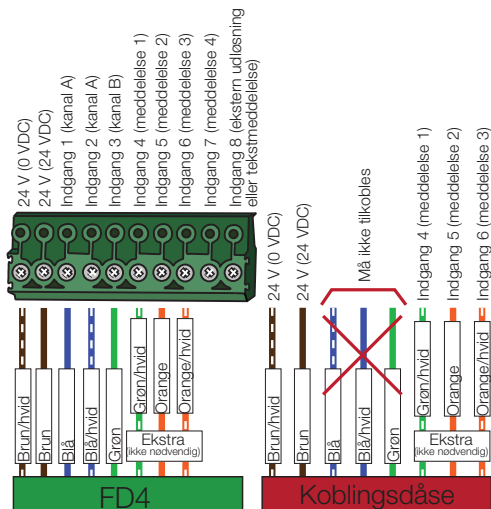 24 V (0 VDC)
24 V (24 VDC)
Indgang 1 (kanal A)
Indgang 2 (kanal A)
Indgang 3 (kanal B)
Indgang 4 (meddelelse 1)
Indgang 5 (meddelelse 2)
Indgang 6 (meddelelse 3)
Indgang 7 (meddelelse 4)
Indgang 8 (ekstern udløsning
eller tekstmeddelelse)
Brun/hvid
Brun
Blå
Blå/hvid
Grøn
Grøn/hvid
Orange
Orange/hvid
Ekstra
(ikke nødvendig)
FD4
24 V (0 VDC)
24 V (24 VDC)
Må ikke tilkobles
Indgang 4 (meddelelse 1)
Indgang 5 (meddelelse 2)
Indgang 6 (meddelelse 3)
Brun/hvid
Brun
Blå
Blå/hvid
Grøn
Grøn/hvid
Orange
Orange/hvid
Ekstra
(ikke nødvendig)
Koblingsdåse